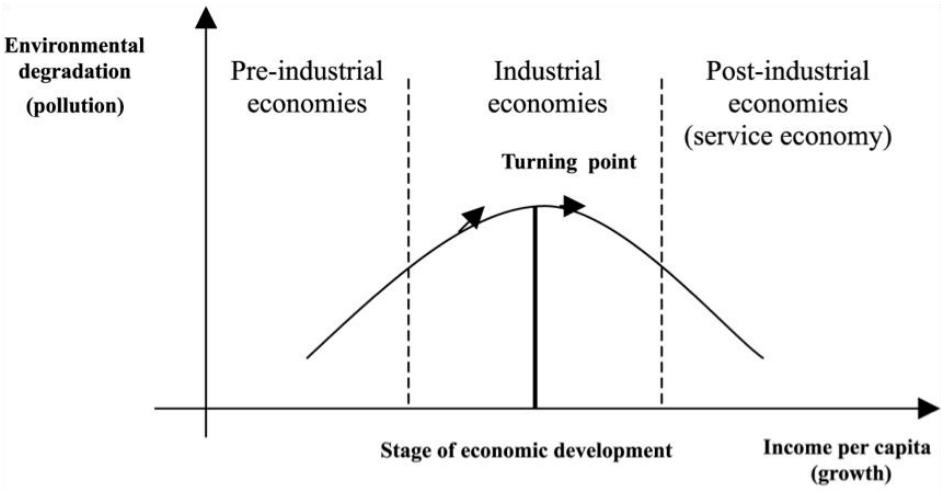 Environmental
degradation
(pollution)
Pre-industrial
economies
Industrial
economies
Post-industrial
economies
(service economy)
Turning point
Stage of economic development
Income per capita
(growth)